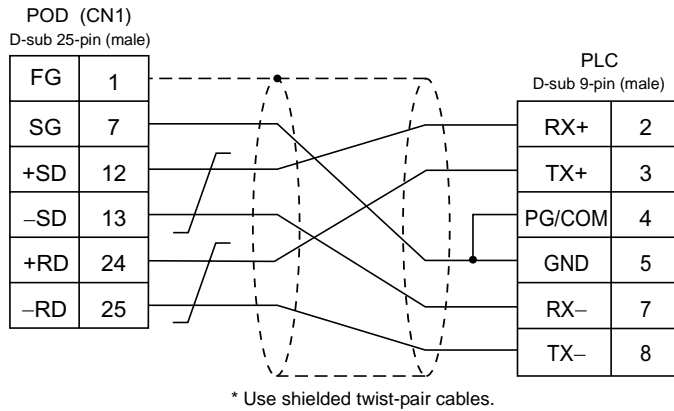 POD (CN1)
D-sub 25-pin (male)
FG 1
SG 7
+SD 12
−SD 13
+RD 24
−RD 25
PLC
D-sub 9-pin (male)
RX+ 2
TX+ 3
PG/COM 4
GND 5
RX− 7
TX− 8
* Use shielded twist-pair cables.